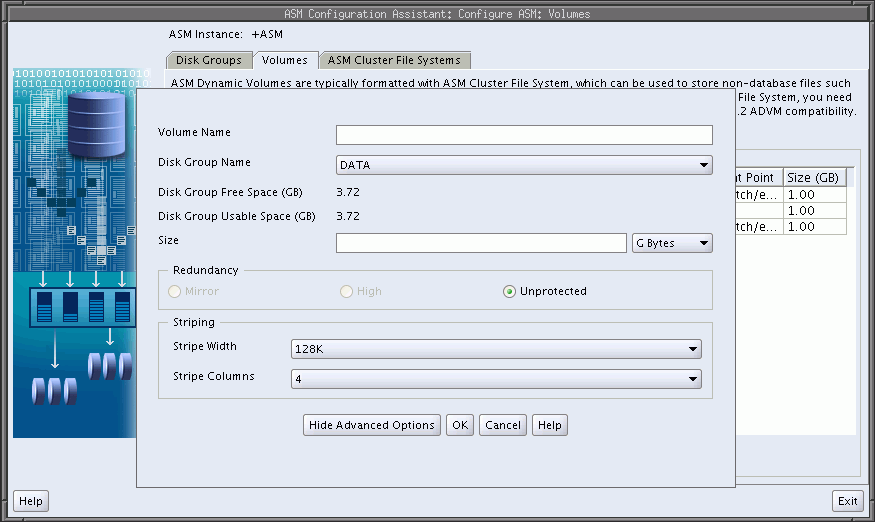 ASM Configuration Assistant: Configure ASM: Volumes
ASM Instance: +ASM
Disk Groups Volumes ASM Cluster File Systems
ASM Dynamic Volumes are typically formatted with ASM Cluster File System, which can be used to store non-database files such
File System, you need
.2 ADVM compatibility.
Volume Name
Disk Group Name DATA
Disk Group Free Space (GB) 3.72
Disk Group Usable Space (GB) 3.72
Size G Bytes
Redundancy
Mirror High Unprotected
Striping
Stripe Width 128K
Stripe Columns 4
Hide Advanced Options OK Cancel Help
Point Size (GB)
tch/e... 1.00
1.00
tch/e... 1.00
Help Exit